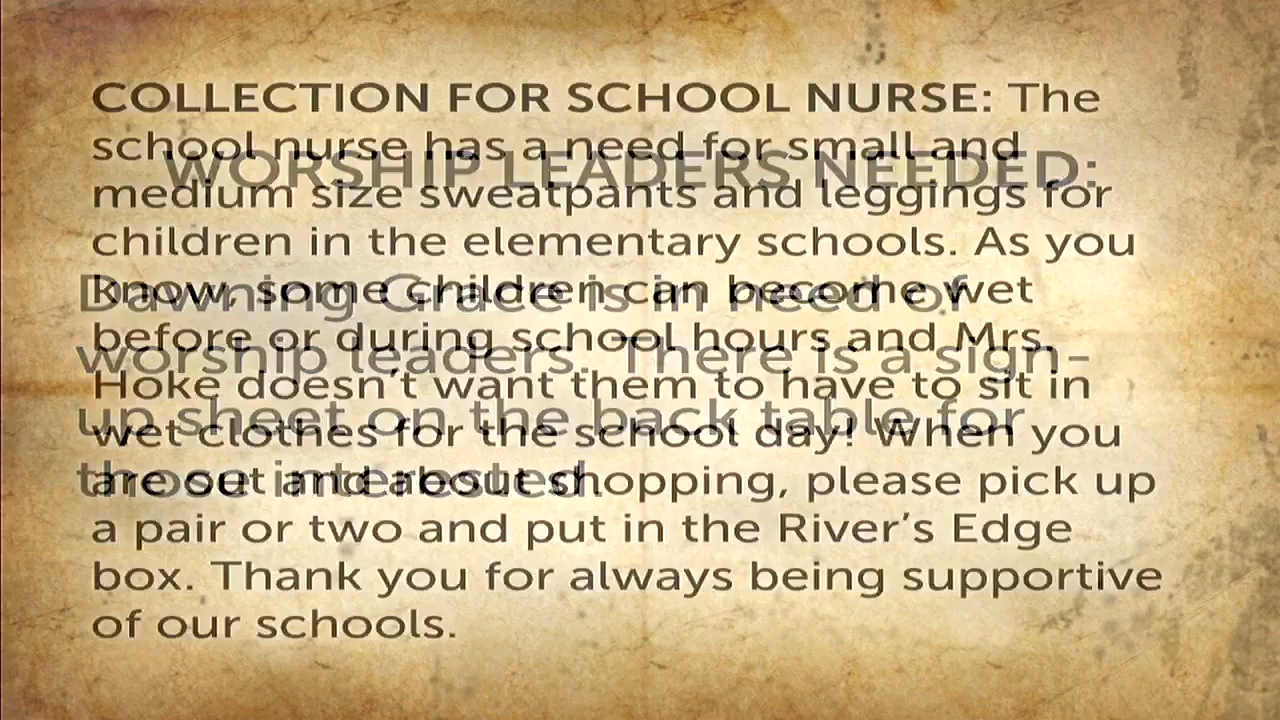 COLLECTION FOR SCHOOL NURSE: The
school nurse has a need for small and
medium size sweatpants and leggings for
children in the elementary schools. As you
know, some children can become wet
before or during school hours and Mrs.
Hoke doesn't want them to have to sit in
wet clothes for the school day! When you
are out and about shopping, please pick up
a pair or two and put in the River's Edge
box. Thank you for always being supportive
of our schools.
WORSHIP LEADERS NEEDED:
Dawning Grace is in need of
worship leaders. There is a sign-
up sheet on the back table for
those interested.